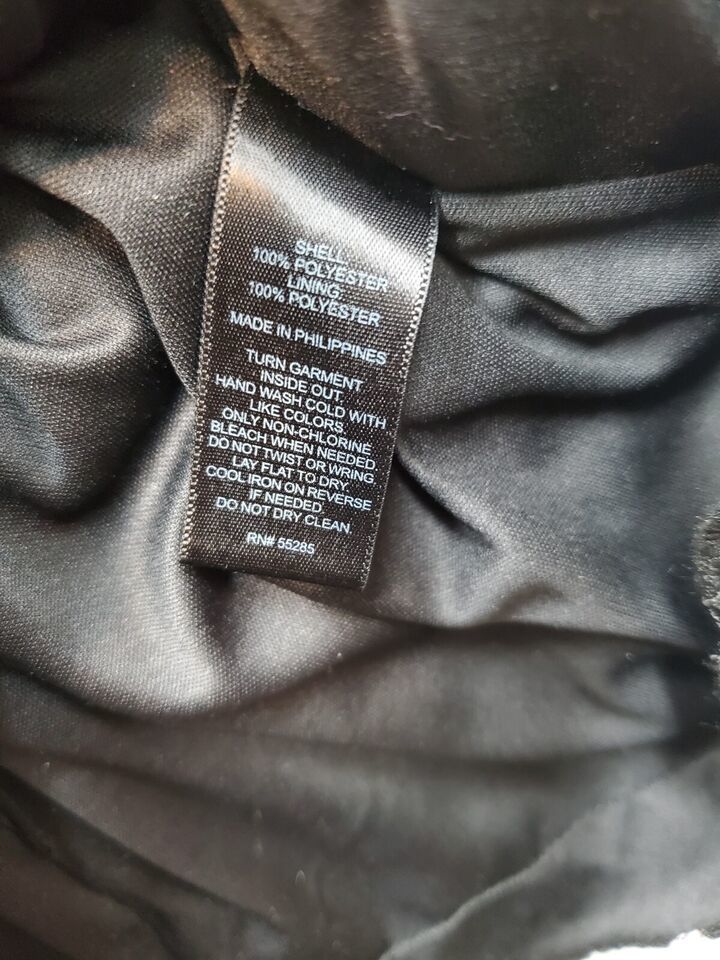 SHELL
100% POLYESTER
LINING
100% POLYESTER
MADE IN PHILIPPINES
TURN GARMENT
INSIDE OUT.
HAND WASH COLD WITH
LIKE COLORS.
ONLY NON-CHLORINE
BLEACH WHEN NEEDED.
DO NOT TWIST OR WRING.
LAY FLAT TO DRY.
COOL IRON ON REVERSE
IF NEEDED.
DO NOT DRY CLEAN.
RN# 55285